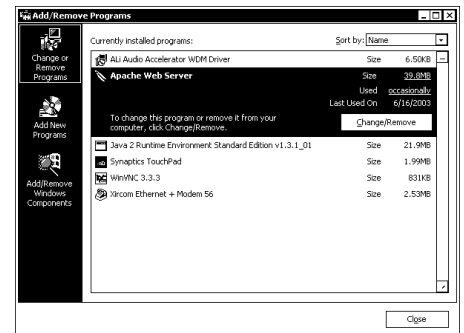 Add/Remove Programs
Change or
Remove
Programs
Add New
Programs
Add/Remove
Windows
Components
Currently installed programs:
Sort by: Name
ALi Audio Accelerator WDM Driver Size 6.50KB
Apache Web Server Size 39.8MB
Used occasionally
Last Used On 6/16/2003
To change this program or remove it from your
computer, click Change/Remove.
Change/Remove
Java 2 Runtime Environment Standard Edition v1.3.1_01 Size 21.9MB
Synaptics TouchPad Size 1.99MB
WinVNC 3.3.3 Size 831KB
Xircom Ethernet + Modem 56 Size 2.53MB
Close